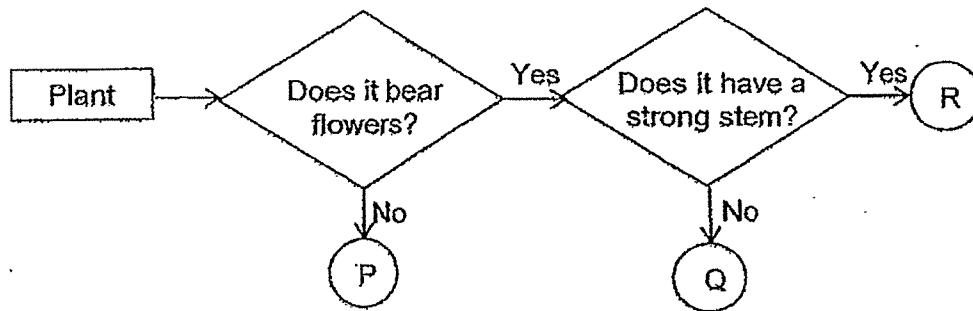 Plant
Does it bear
flowers?
Yes
Does it have a
strong stem?
Yes
R
No
P
No
Q